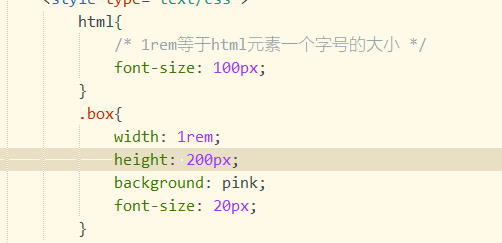 <style type="text/css">
html{
/* 1rem等于html元素一个字号的大小 */
font-size: 100px;
}
.box{
width: 1rem;
height: 200px;
background: pink;
font-size: 20px;
}